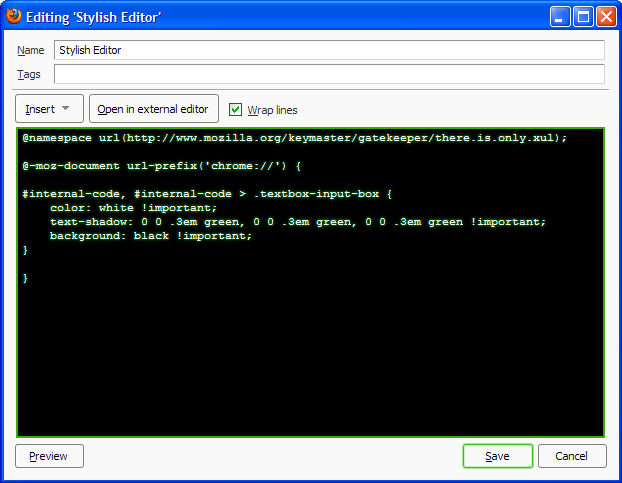 Editing 'Stylish Editor'
Name Stylish Editor
Tags
Insert Open in external editor Wrap lines
@namespace url(http://www.mozilla.org/keymaster/gatekeeper/there.is.only.xul);
@-moz-document url-prefix('chrome://') {
#internal-code, #internal-code > .textbox-input-box {
color: white !important;
text-shadow: 0 0 .3em green, 0 0 .3em green, 0 0 .3em green !important;
background: black !important;
}
}
Preview Save Cancel